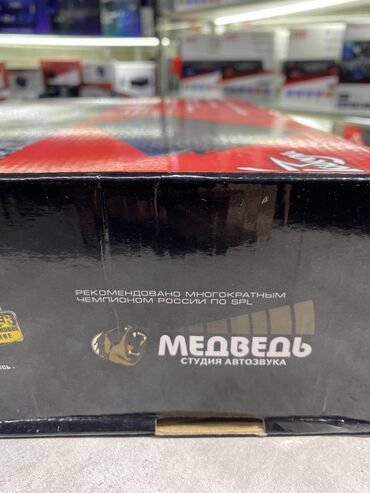 РЕКОМЕНДОВАНО МНОГОКРАТНЫМ
ЧЕМПИОНОМ РОССИИ ПО SPL
МЕДВЕДЬ
СТУДИЯ АВТОЗВУКА